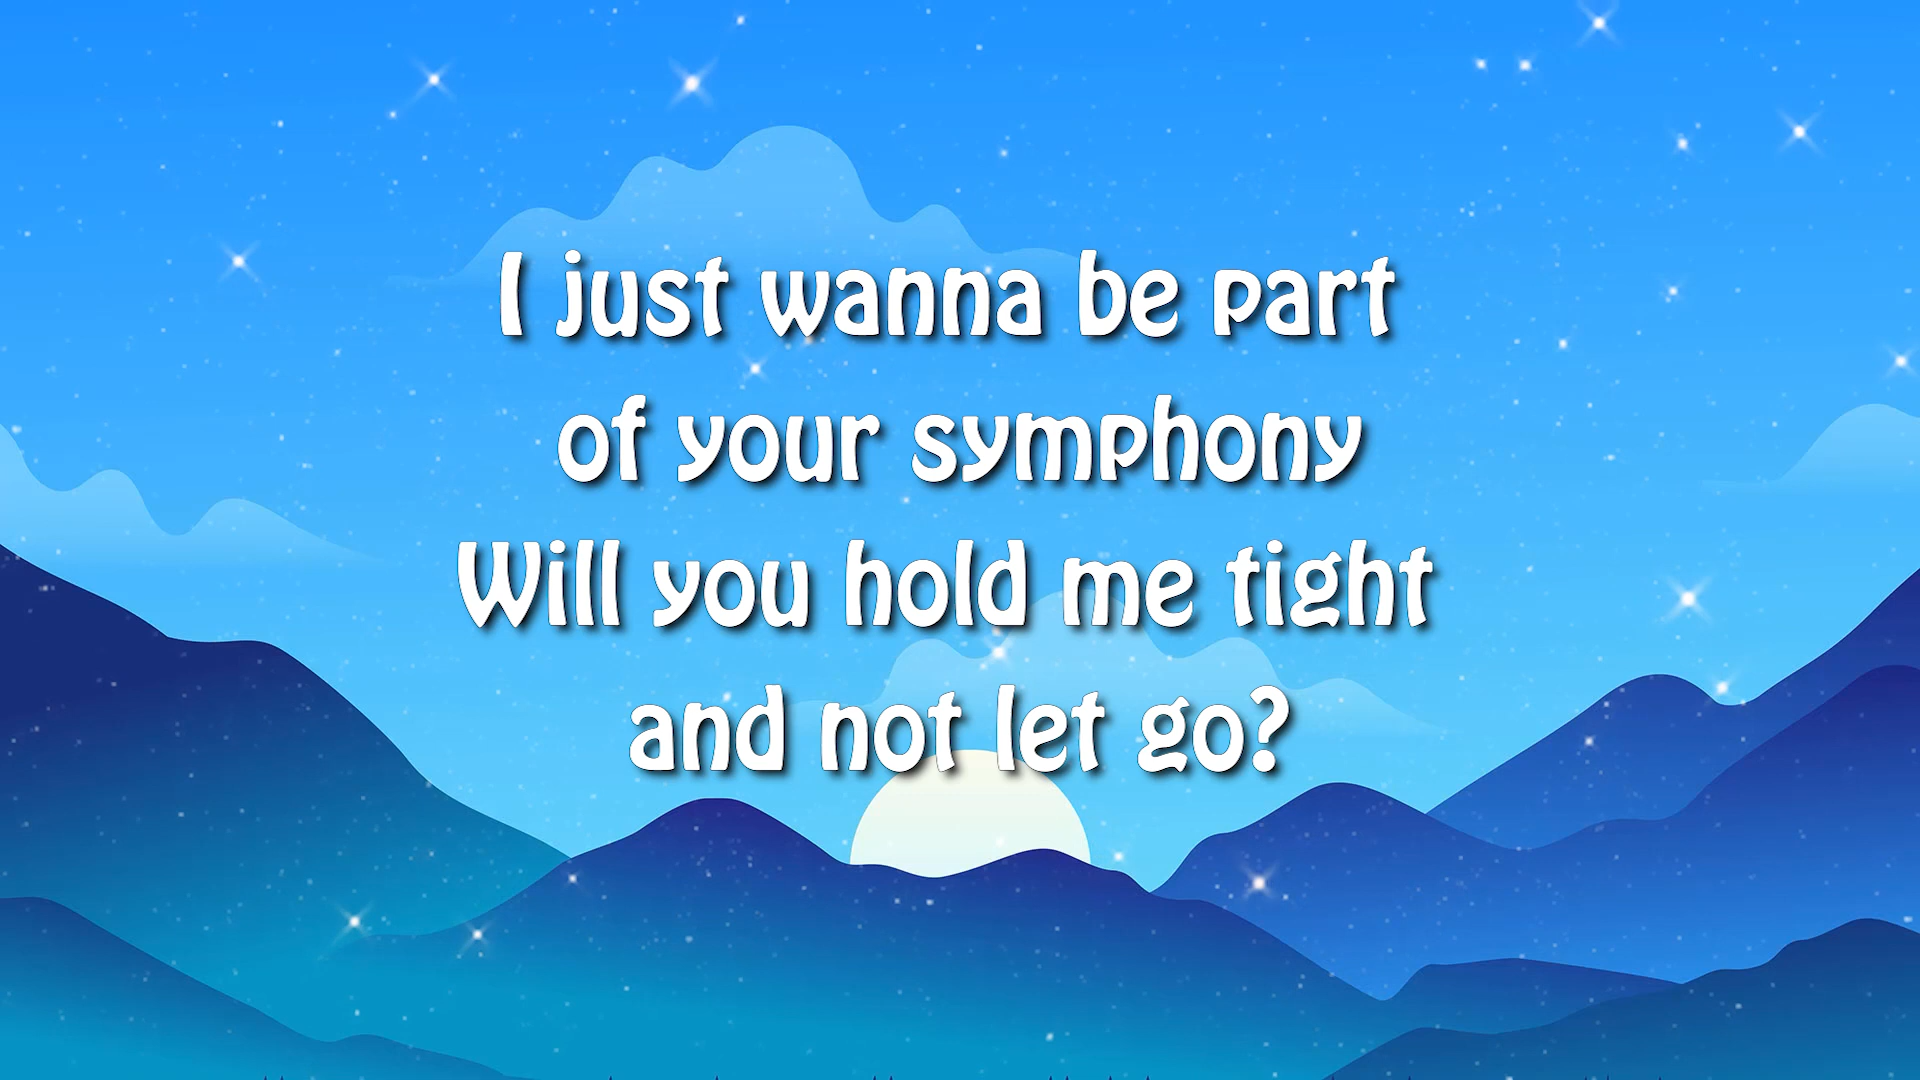 I just wanna be part
of your symphony
Will you hold me tight
and not let go?